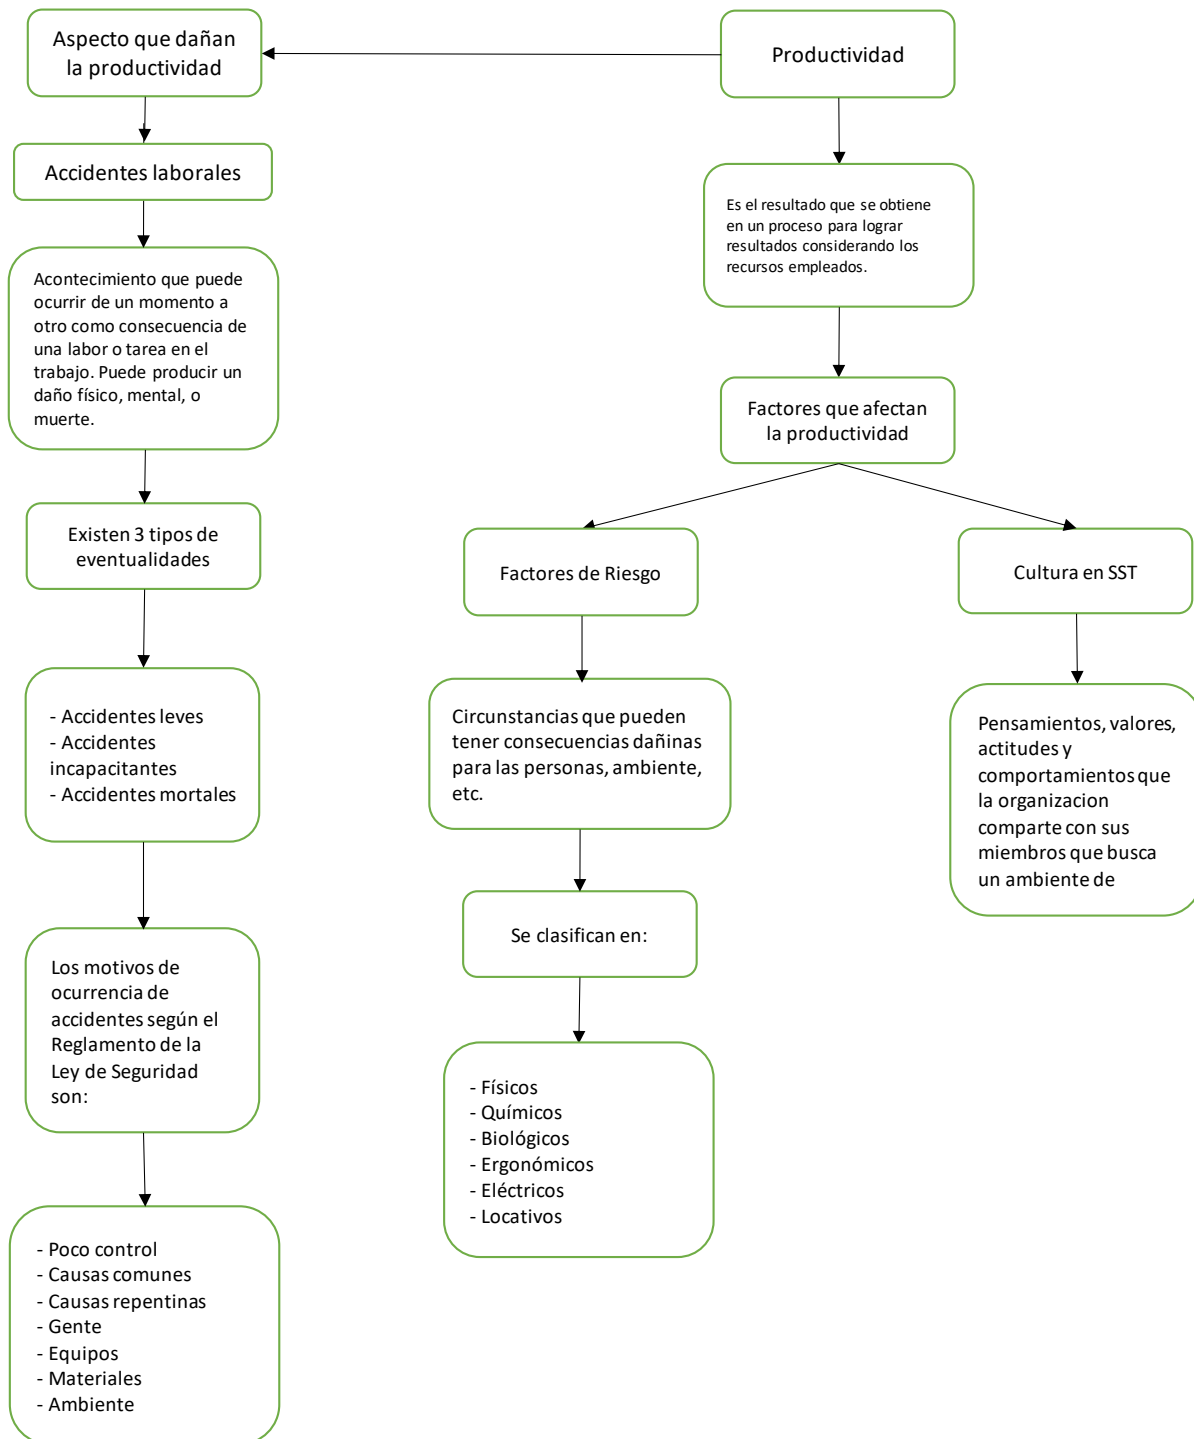 Aspecto que dañan
la productividad
Productividad
Accidentes laborales
Es el resultado que se obtiene
en un proceso para lograr
resultados considerando los
recursos empleados.
Acontecimiento que puede
ocurrir de un momento a
otro como consecuencia de
una labor o tarea en el
trabajo. Puede producir un
daño físico, mental, o
muerte.
Factores que afectan
la productividad
Existen 3 tipos de
eventualidades
Factores de Riesgo
Cultura en SST
- Accidentes leves
- Accidentes
incapacitantes
- Accidentes mortales
Circunstancias que pueden
tener consecuencias dañinas
para las personas, ambiente,
etc.
Pensamientos, valores,
actitudes y
comportamientos que
la organizacion
comparte con sus
miembros que busca
un ambiente de
Se clasifican en:
Los motivos de
ocurrencia de
accidentes según el
Reglamento de la
Ley de Seguridad
son:
- Físicos
- Químicos
- Biológicos
- Ergonómicos
- Eléctricos
- Locativos
- Poco control
- Causas comunes
- Causas repentinas
- Gente
- Equipos
- Materiales
- Ambiente